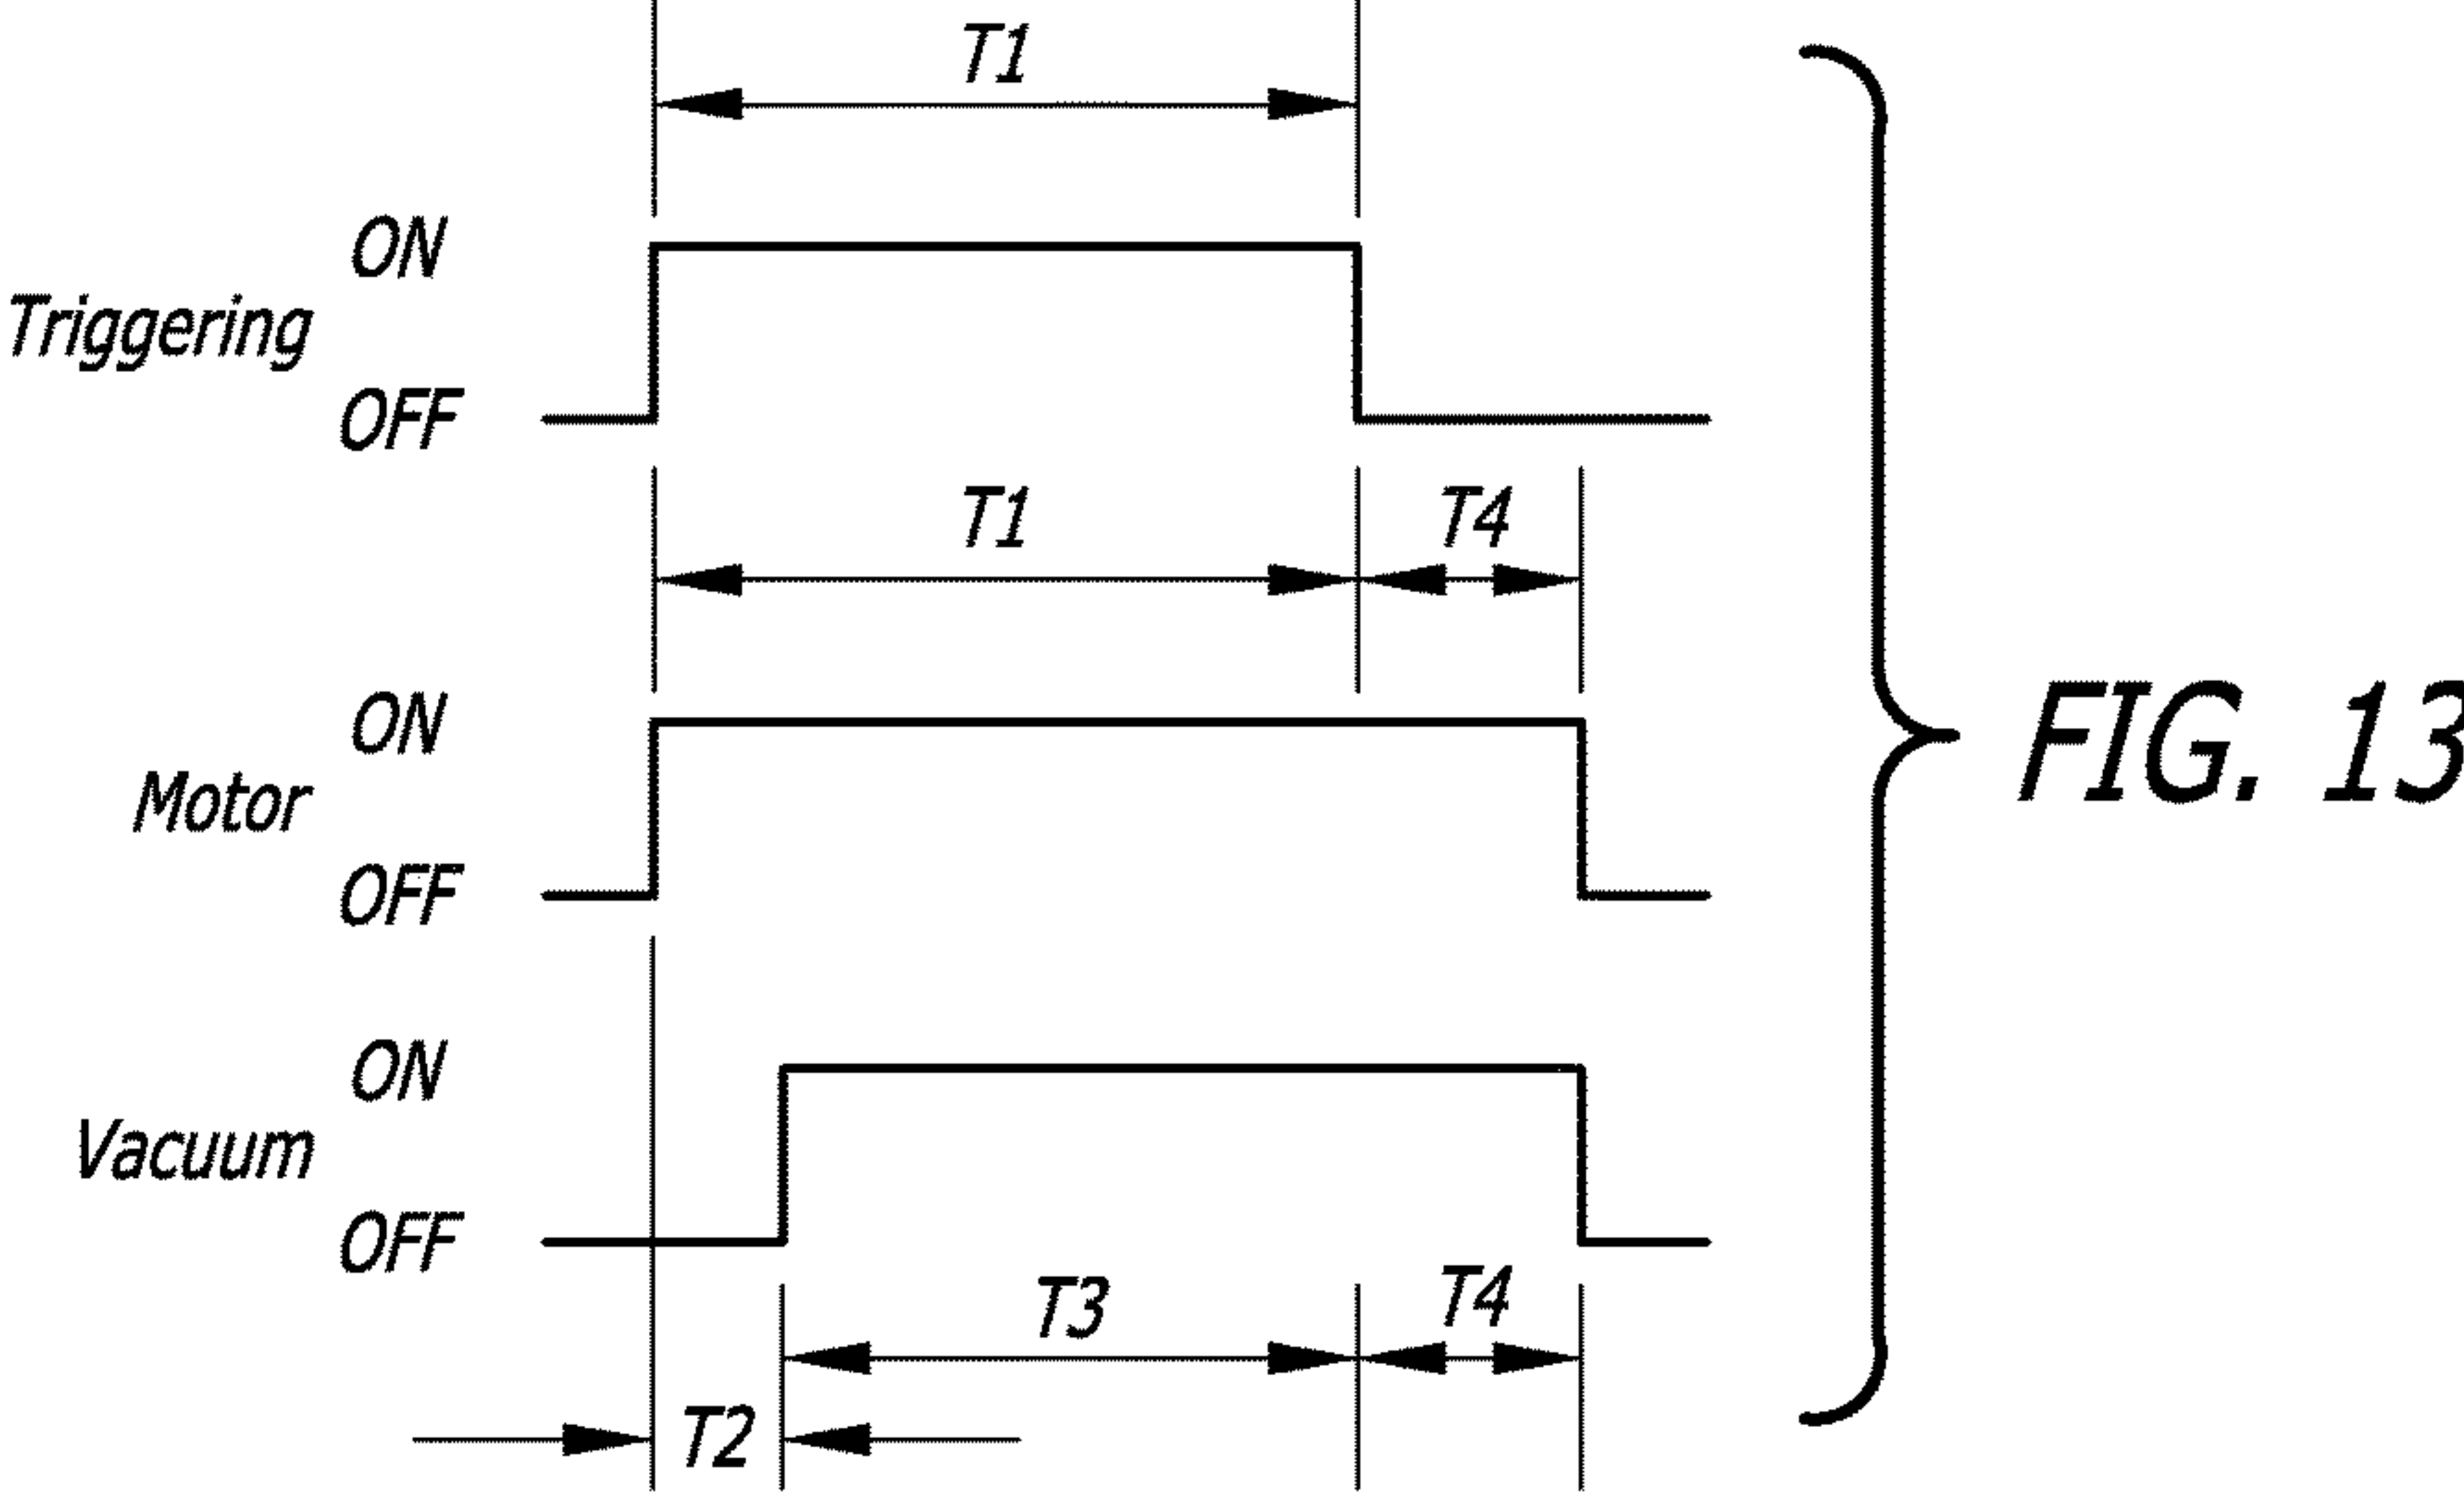 T1
ON
Triggering
OFF
T1 T4
ON
Motor
OFF
FIG. 13
ON
Vacuum
OFF
T3 T4
T2